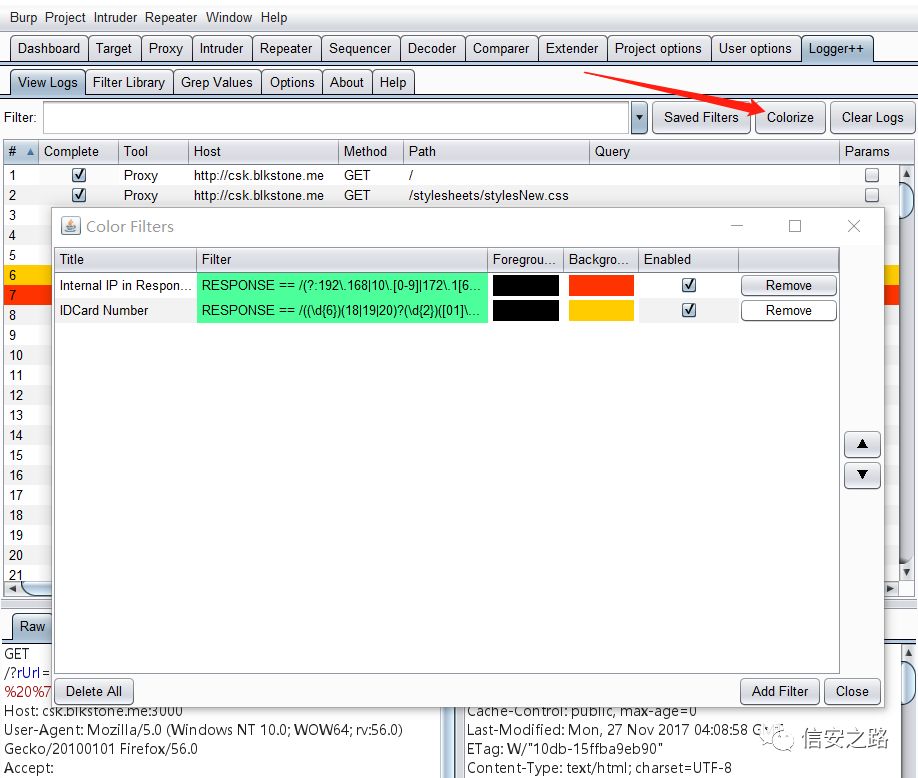 Burp Project Intruder Repeater Window Help
Dashboard Target Proxy Intruder Repeater Sequencer Decoder Comparer Extender Project options User options Logger++
View Logs Filter Library Grep Values Options About Help
Filter: Saved Filters Colorize Clear Logs
# Complete Tool Host Method Path Query Params
1 Proxy http://csk.blkstone.me GET /
2 Proxy http://csk.blkstone.me GET /stylesheets/stylesNew.css
3
Color Filters
4
5
Title Filter Foregrou... Backgro... Enabled
6
Internal IP in Respon... RESPONSE == /(?:192\.168|10\.[0-9]|172\.1[6... Remove
7
IDCard Number RESPONSE == /((\d{6})(18|19|20)?(\d{2})([01]\... Remove
8
9
10
11
12
13
14
15
16
17
18
19
20
21
Raw
GET
/?rUrl=
%20%7
Delete All Add Filter Close
Host: csk.blkstone.me:3000
User-Agent: Mozilla/5.0 (Windows NT 10.0; WOW64; rv:56.0)
Gecko/20100101 Firefox/56.0
Accept:
Cache-Control: public, max-age=0
Last-Modified: Mon, 27 Nov 2017 04:08:58
ETag: W/"10db-15ffba9eb90"
Content-Type: text/html; charset=UTF-8
信安之路